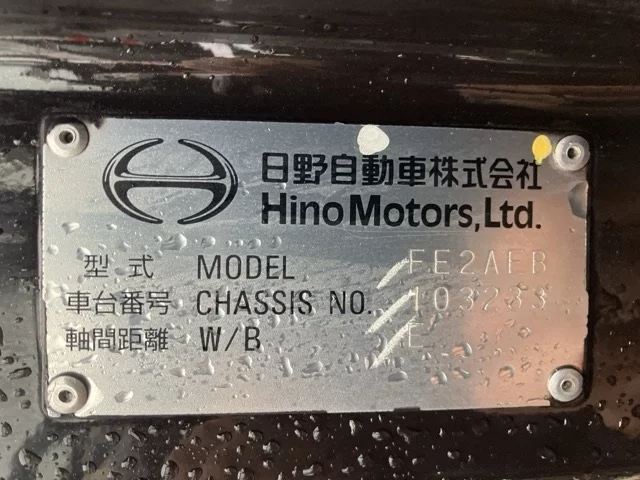 日野自動車株式会社
Hino Motors, Ltd.
型式 MODEL FE2AEB
車台番号 CHASSIS NO. 103233
軸間距離 W/B E